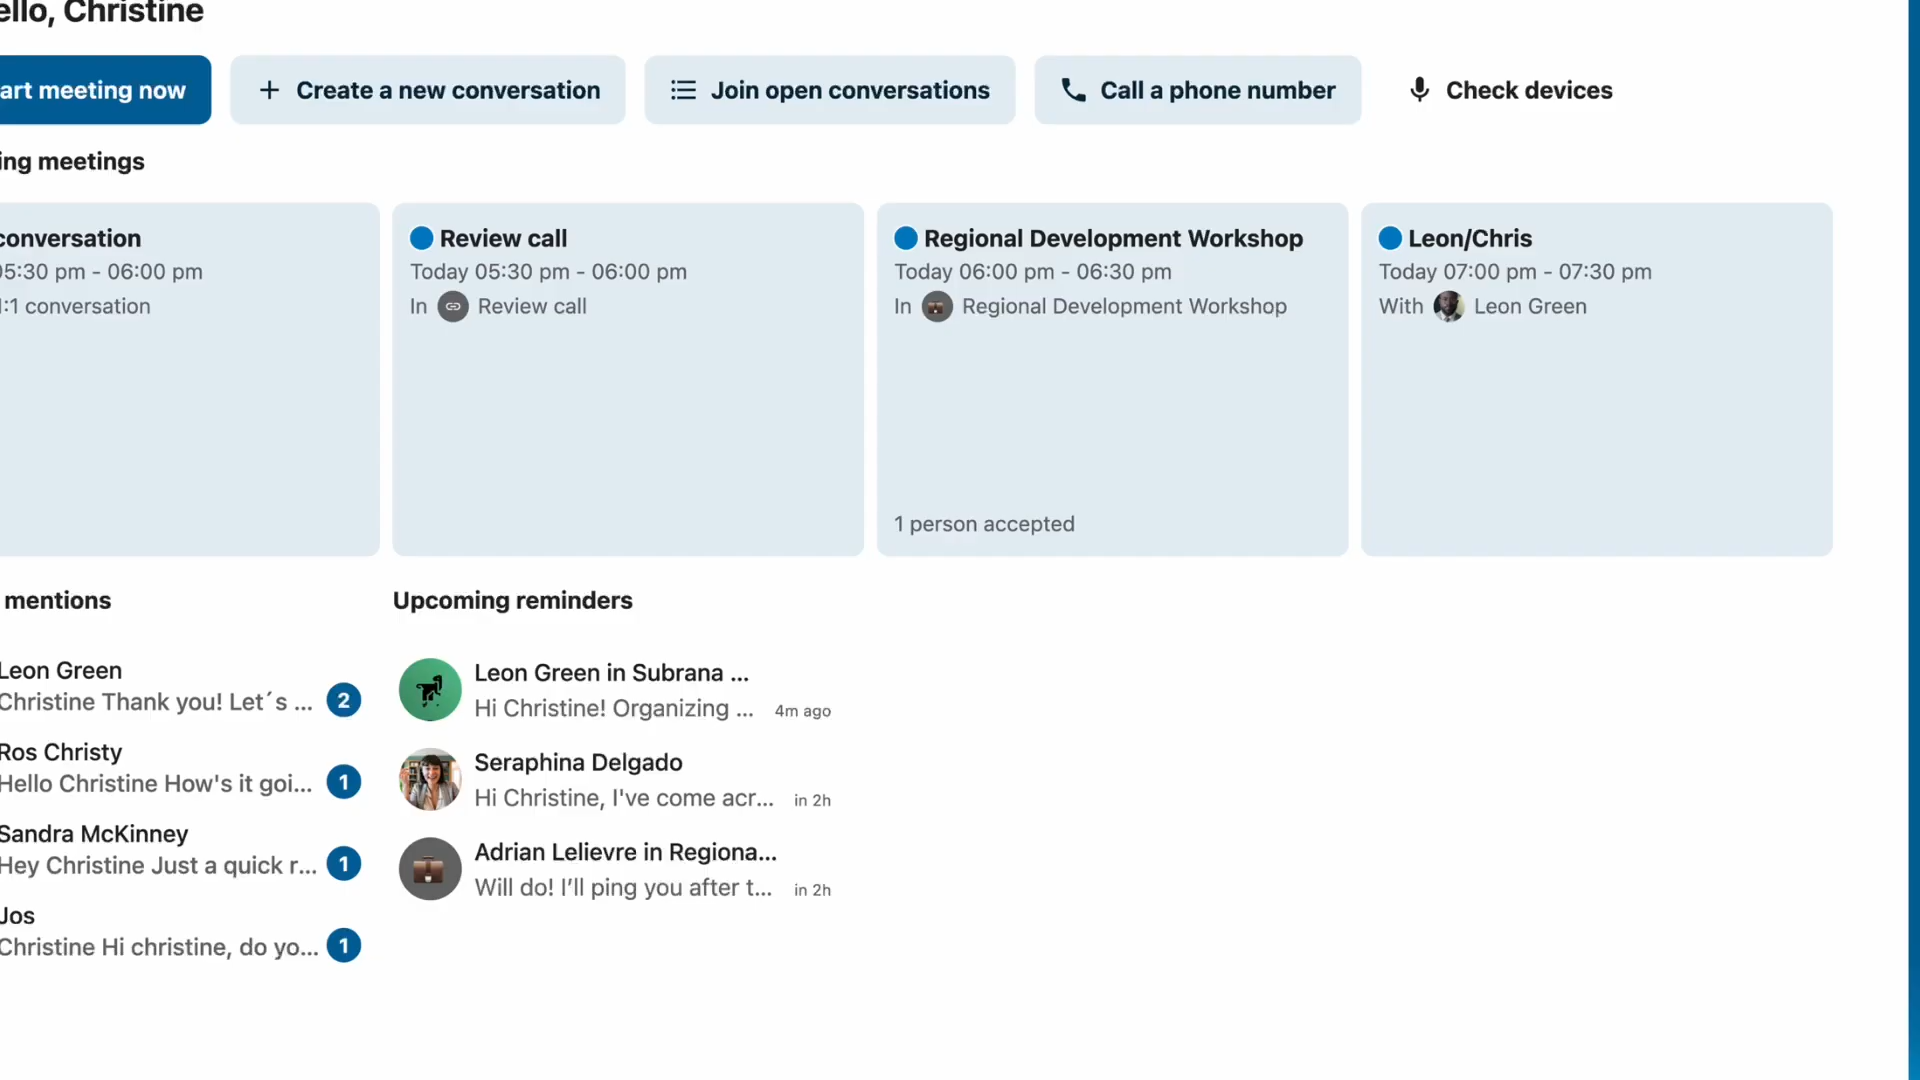 ello, Christine
art meeting now
Create a new conversation
Join open conversations
Call a phone number
Check devices
ing meetings
conversation
05:30 pm - 06:00 pm
1:1 conversation
Review call
Today 05:30 pm - 06:00 pm
In Review call
Regional Development Workshop
Today 06:00 pm - 06:30 pm
In Regional Development Workshop
1 person accepted
Leon/Chris
Today 07:00 pm - 07:30 pm
With Leon Green
mentions
Leon Green
Christine Thank you! Let´s ... 2
Ros Christy
Hello Christine How's it goi... 1
Sandra McKinney
Hey Christine Just a quick r... 1
Jos
Christine Hi christine, do yo... 1
Upcoming reminders
Leon Green in Subrana ...
Hi Christine! Organizing ... 4m ago
Seraphina Delgado
Hi Christine, I've come acr... in 2h
Adrian Lelievre in Regiona...
Will do! I’ll ping you after t... in 2h